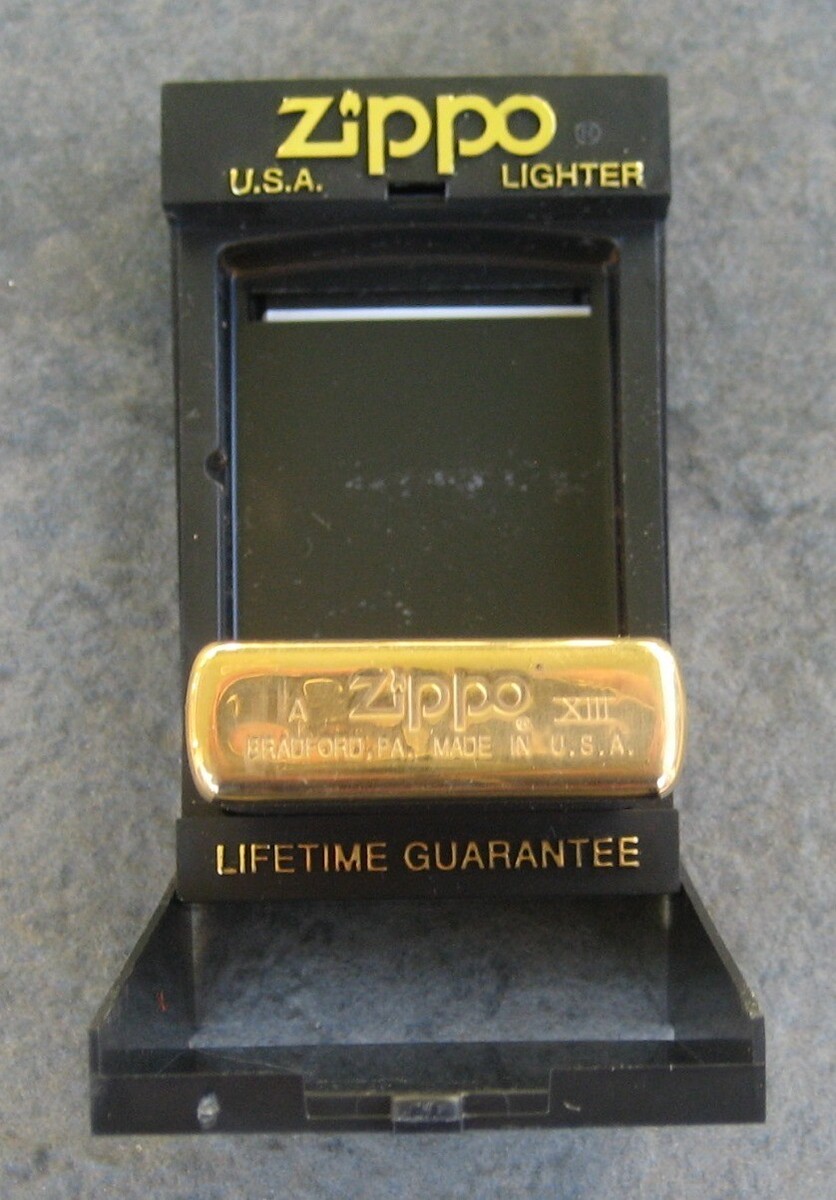 Zippo ®
U.S.A. LIGHTER
A Zippo ® XIII
BRADFORD, PA. MADE IN U.S.A.
LIFETIME GUARANTEE